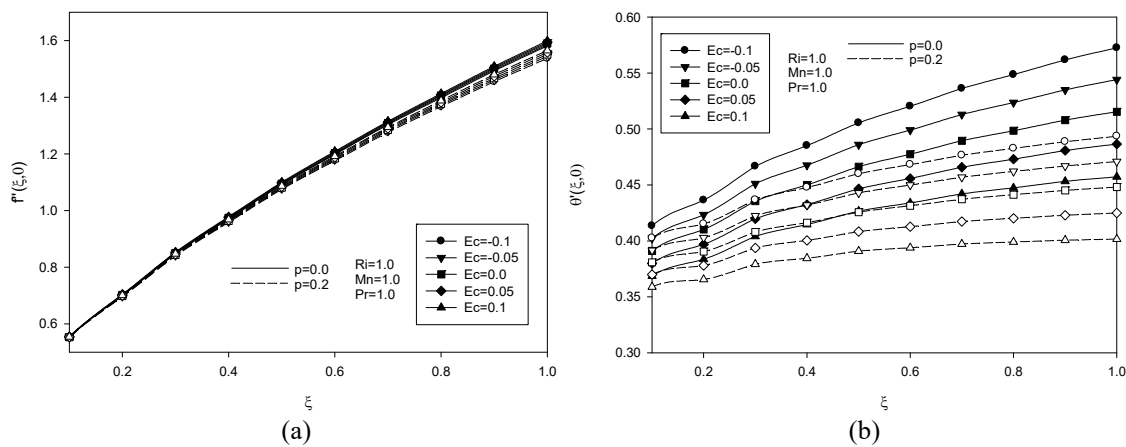 f''(ξ,0)
1.6
1.4
1.2
1.0
0.8
0.6
p=0.0
p=0.2
Ri=1.0
Mn=1.0
Pr=1.0
Ec=-0.1
Ec=-0.05
Ec=0.0
Ec=0.05
Ec=0.1
0.2
0.4
0.6
0.8
1.0
ξ
(a)
θ'(ξ,0)
0.60
0.55
0.50
0.45
0.40
0.35
0.30
Ec=-0.1
Ec=-0.05
Ec=0.0
Ec=0.05
Ec=0.1
Ri=1.0
Mn=1.0
Pr=1.0
p=0.0
p=0.2
0.2
0.4
0.6
0.8
1.0
ξ
(b)